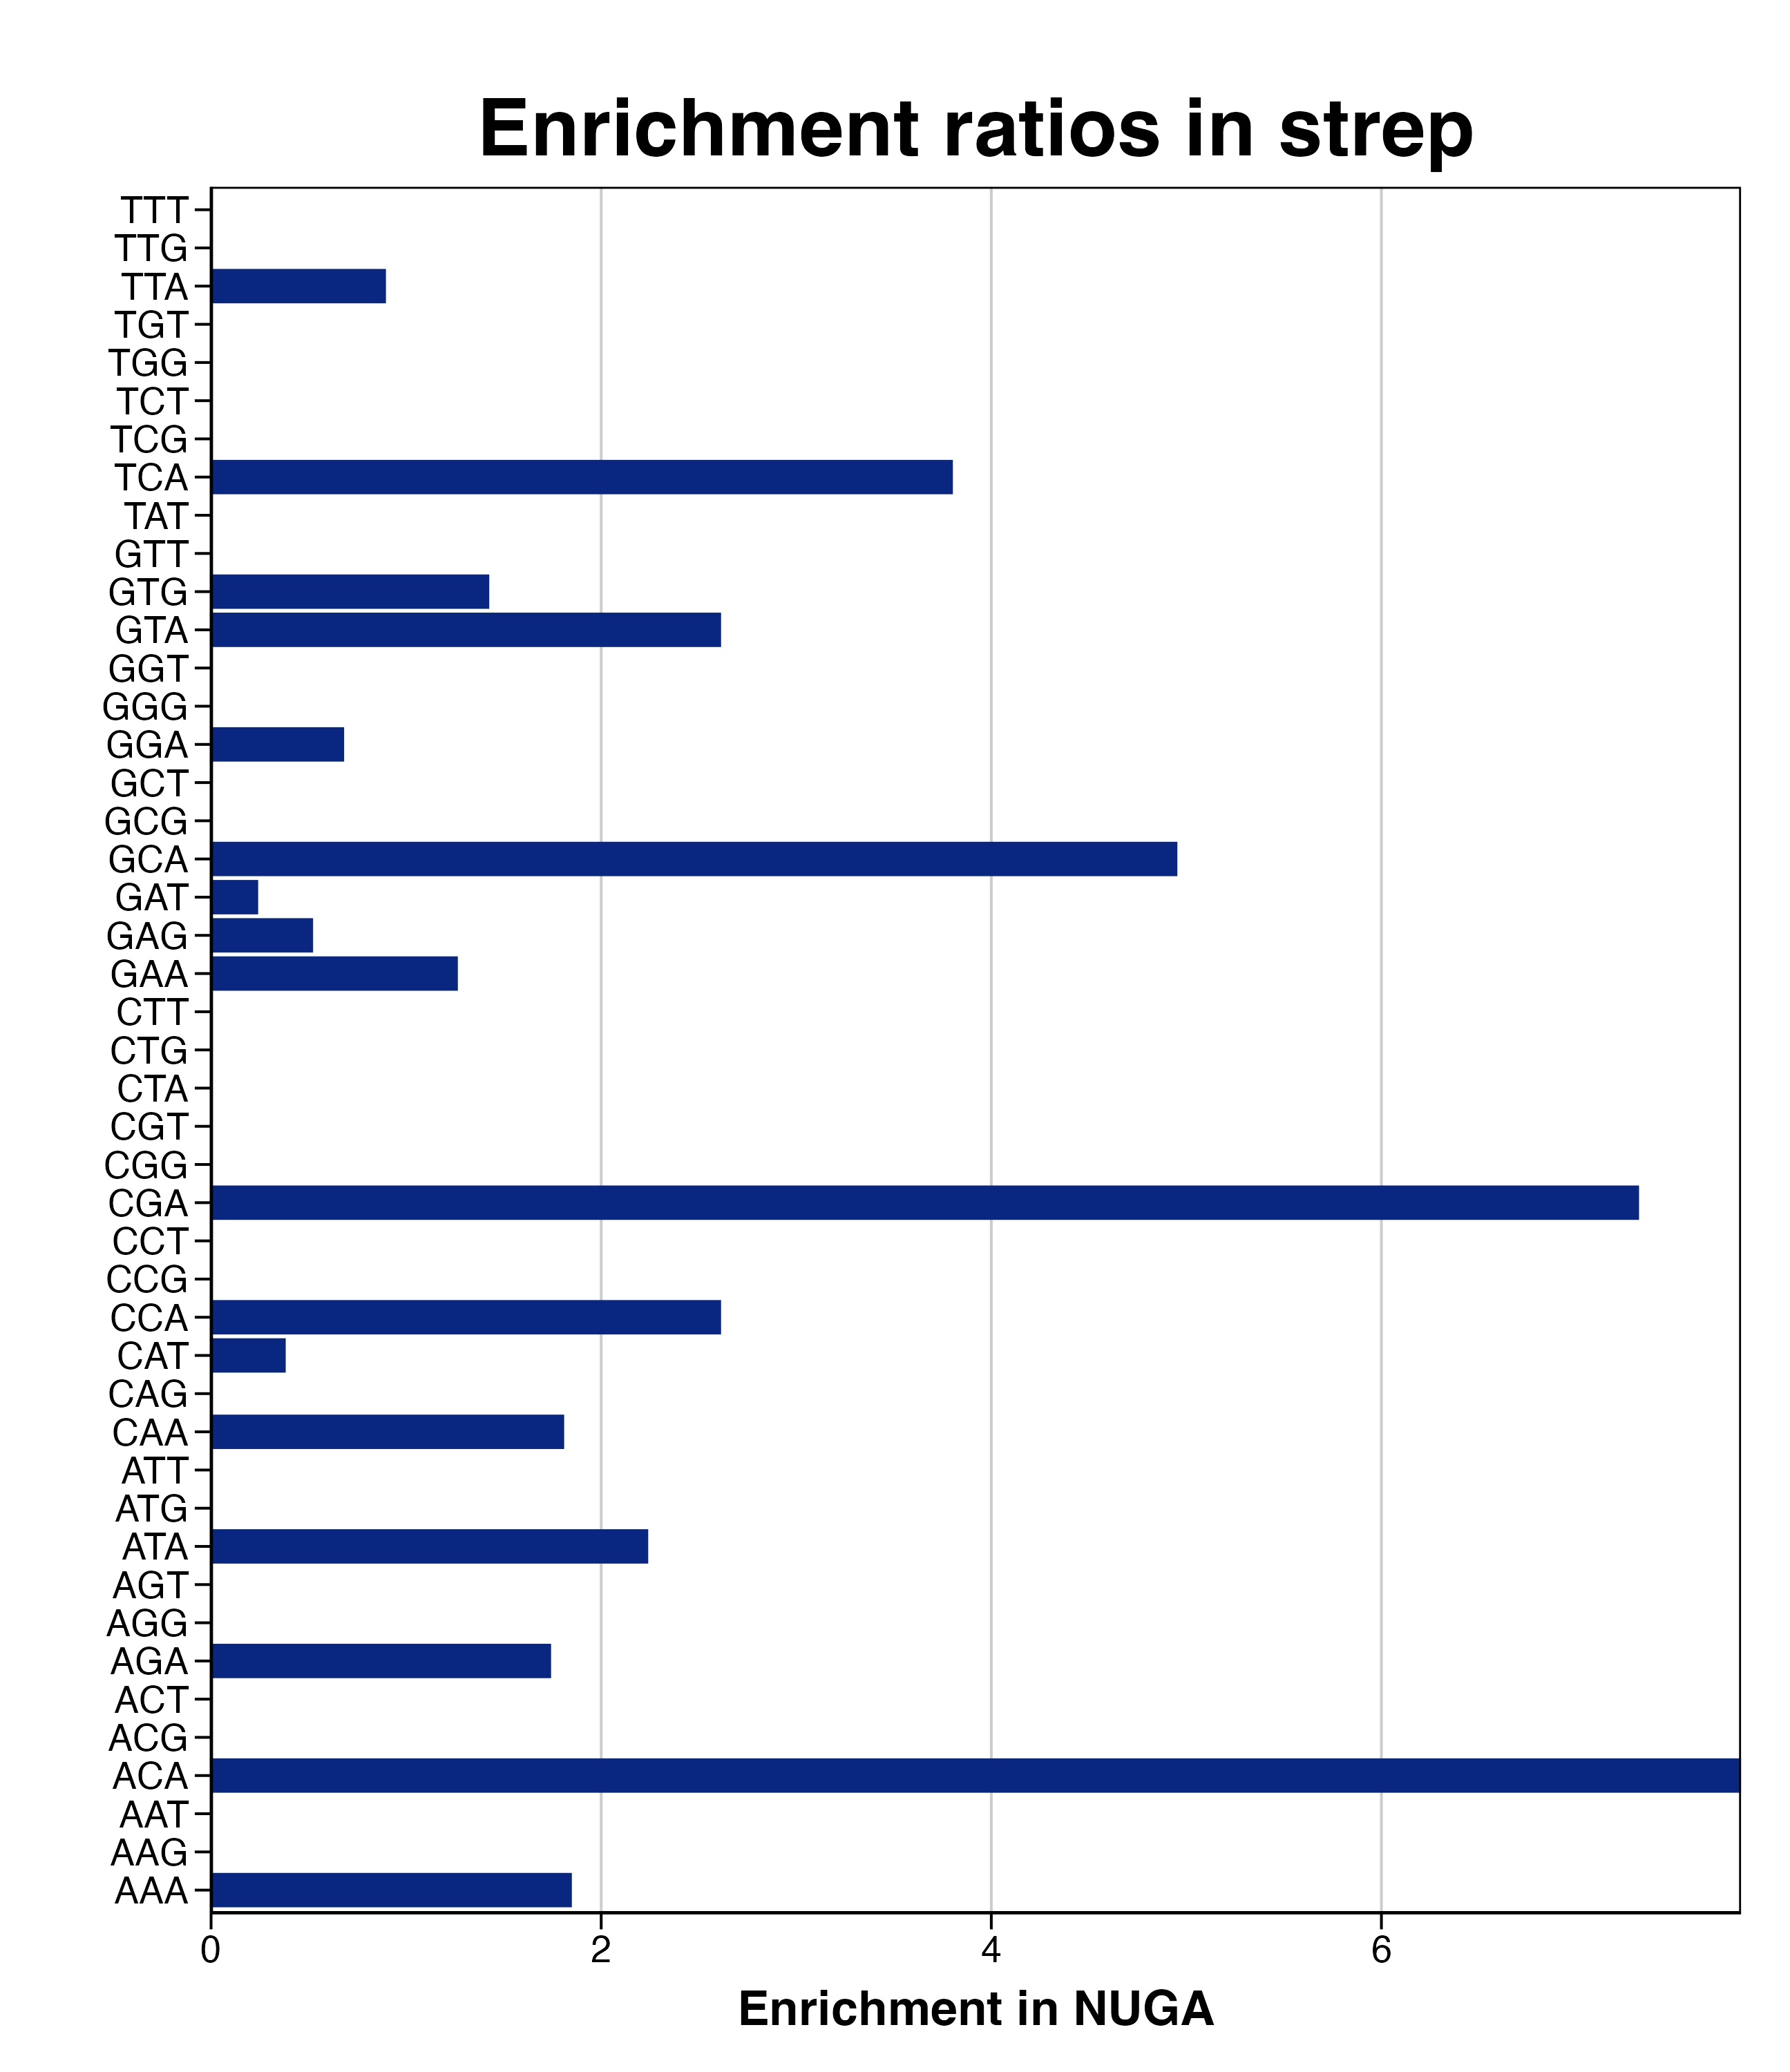 Enrichment ratios in strep
TTT
TTG
TTA
TGT
TGG
TCT
TCG
TCA
TAT
GTT
GTG
GTA
GGT
GGG
GGA
GCT
GCG
GCA
GAT
GAG
GAA
CTT
CTG
CTA
CGT
CGG
CGA
CCT
CCG
CCA
CAT
CAG
CAA
ATT
ATG
ATA
AGT
AGG
AGA
ACT
ACG
ACA
AAT
AAG
AAA
0 2 4 6
Enrichment in NUGA